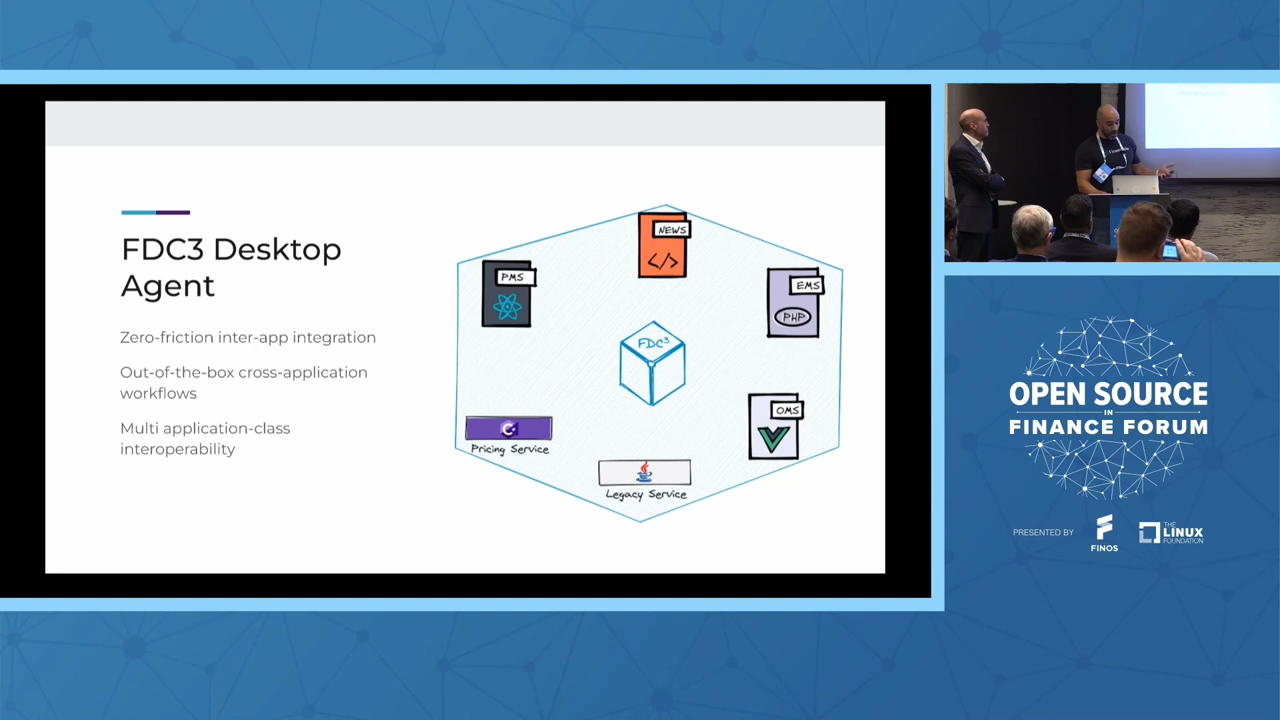 FDC3 Desktop
Agent
Zero-friction inter-app integration
Out-of-the-box cross-application
workflows
Multi application-class
interoperability
NEWS
</>
PMS
EMS
PHP
FDC³
OMS
C
Pricing Service
Legacy Service
OPEN SOURCE
IN
FINANCE FORUM
PRESENTED BY
FINOS
THE
LINUX
FOUNDATION